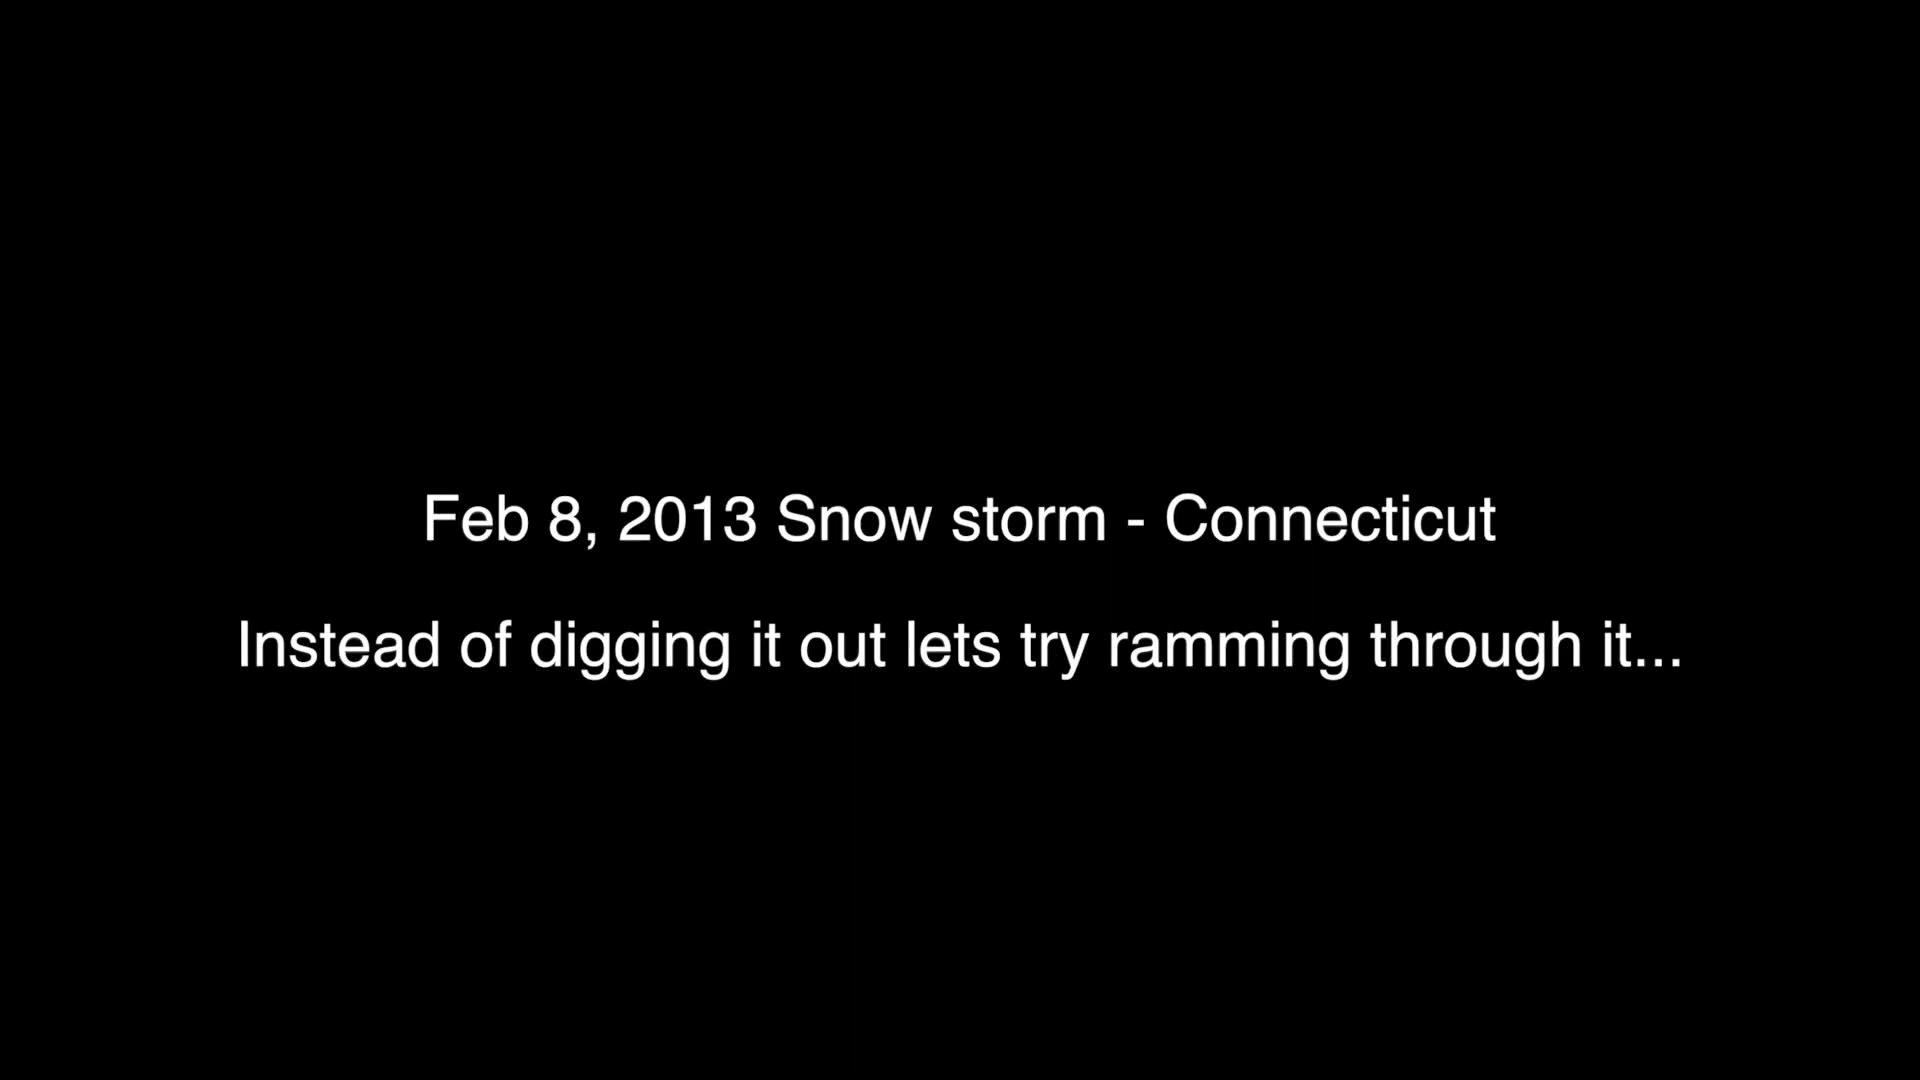 Feb 8, 2013 Snow storm - Connecticut
Instead of digging it out lets try ramming through it...